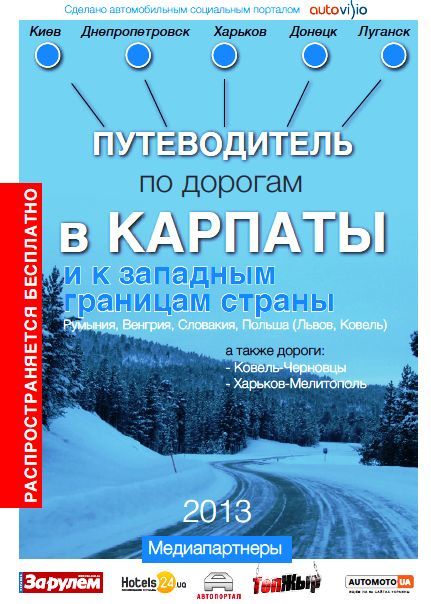 Сделано автомобильным социальным порталом autovisio
Киев Днепропетровск Харьков Донецк Луганск
ПУТЕВОДИТЕЛЬ
по дорогам
в КАРПАТЫ
и к западным
границам страны
Румыния, Венгрия, Словакия, Польша (Львов, Ковель)
а также дороги:
- Ковель-Черновцы
- Харьков-Мелитополь
РАСПРОСТРАНЯЕТСЯ БЕСПЛАТНО
2013
Медиапартнеры
За рулем Hotels24.ua АВТОПОРТАЛ ТопЖыр AUTOMOTO.UA